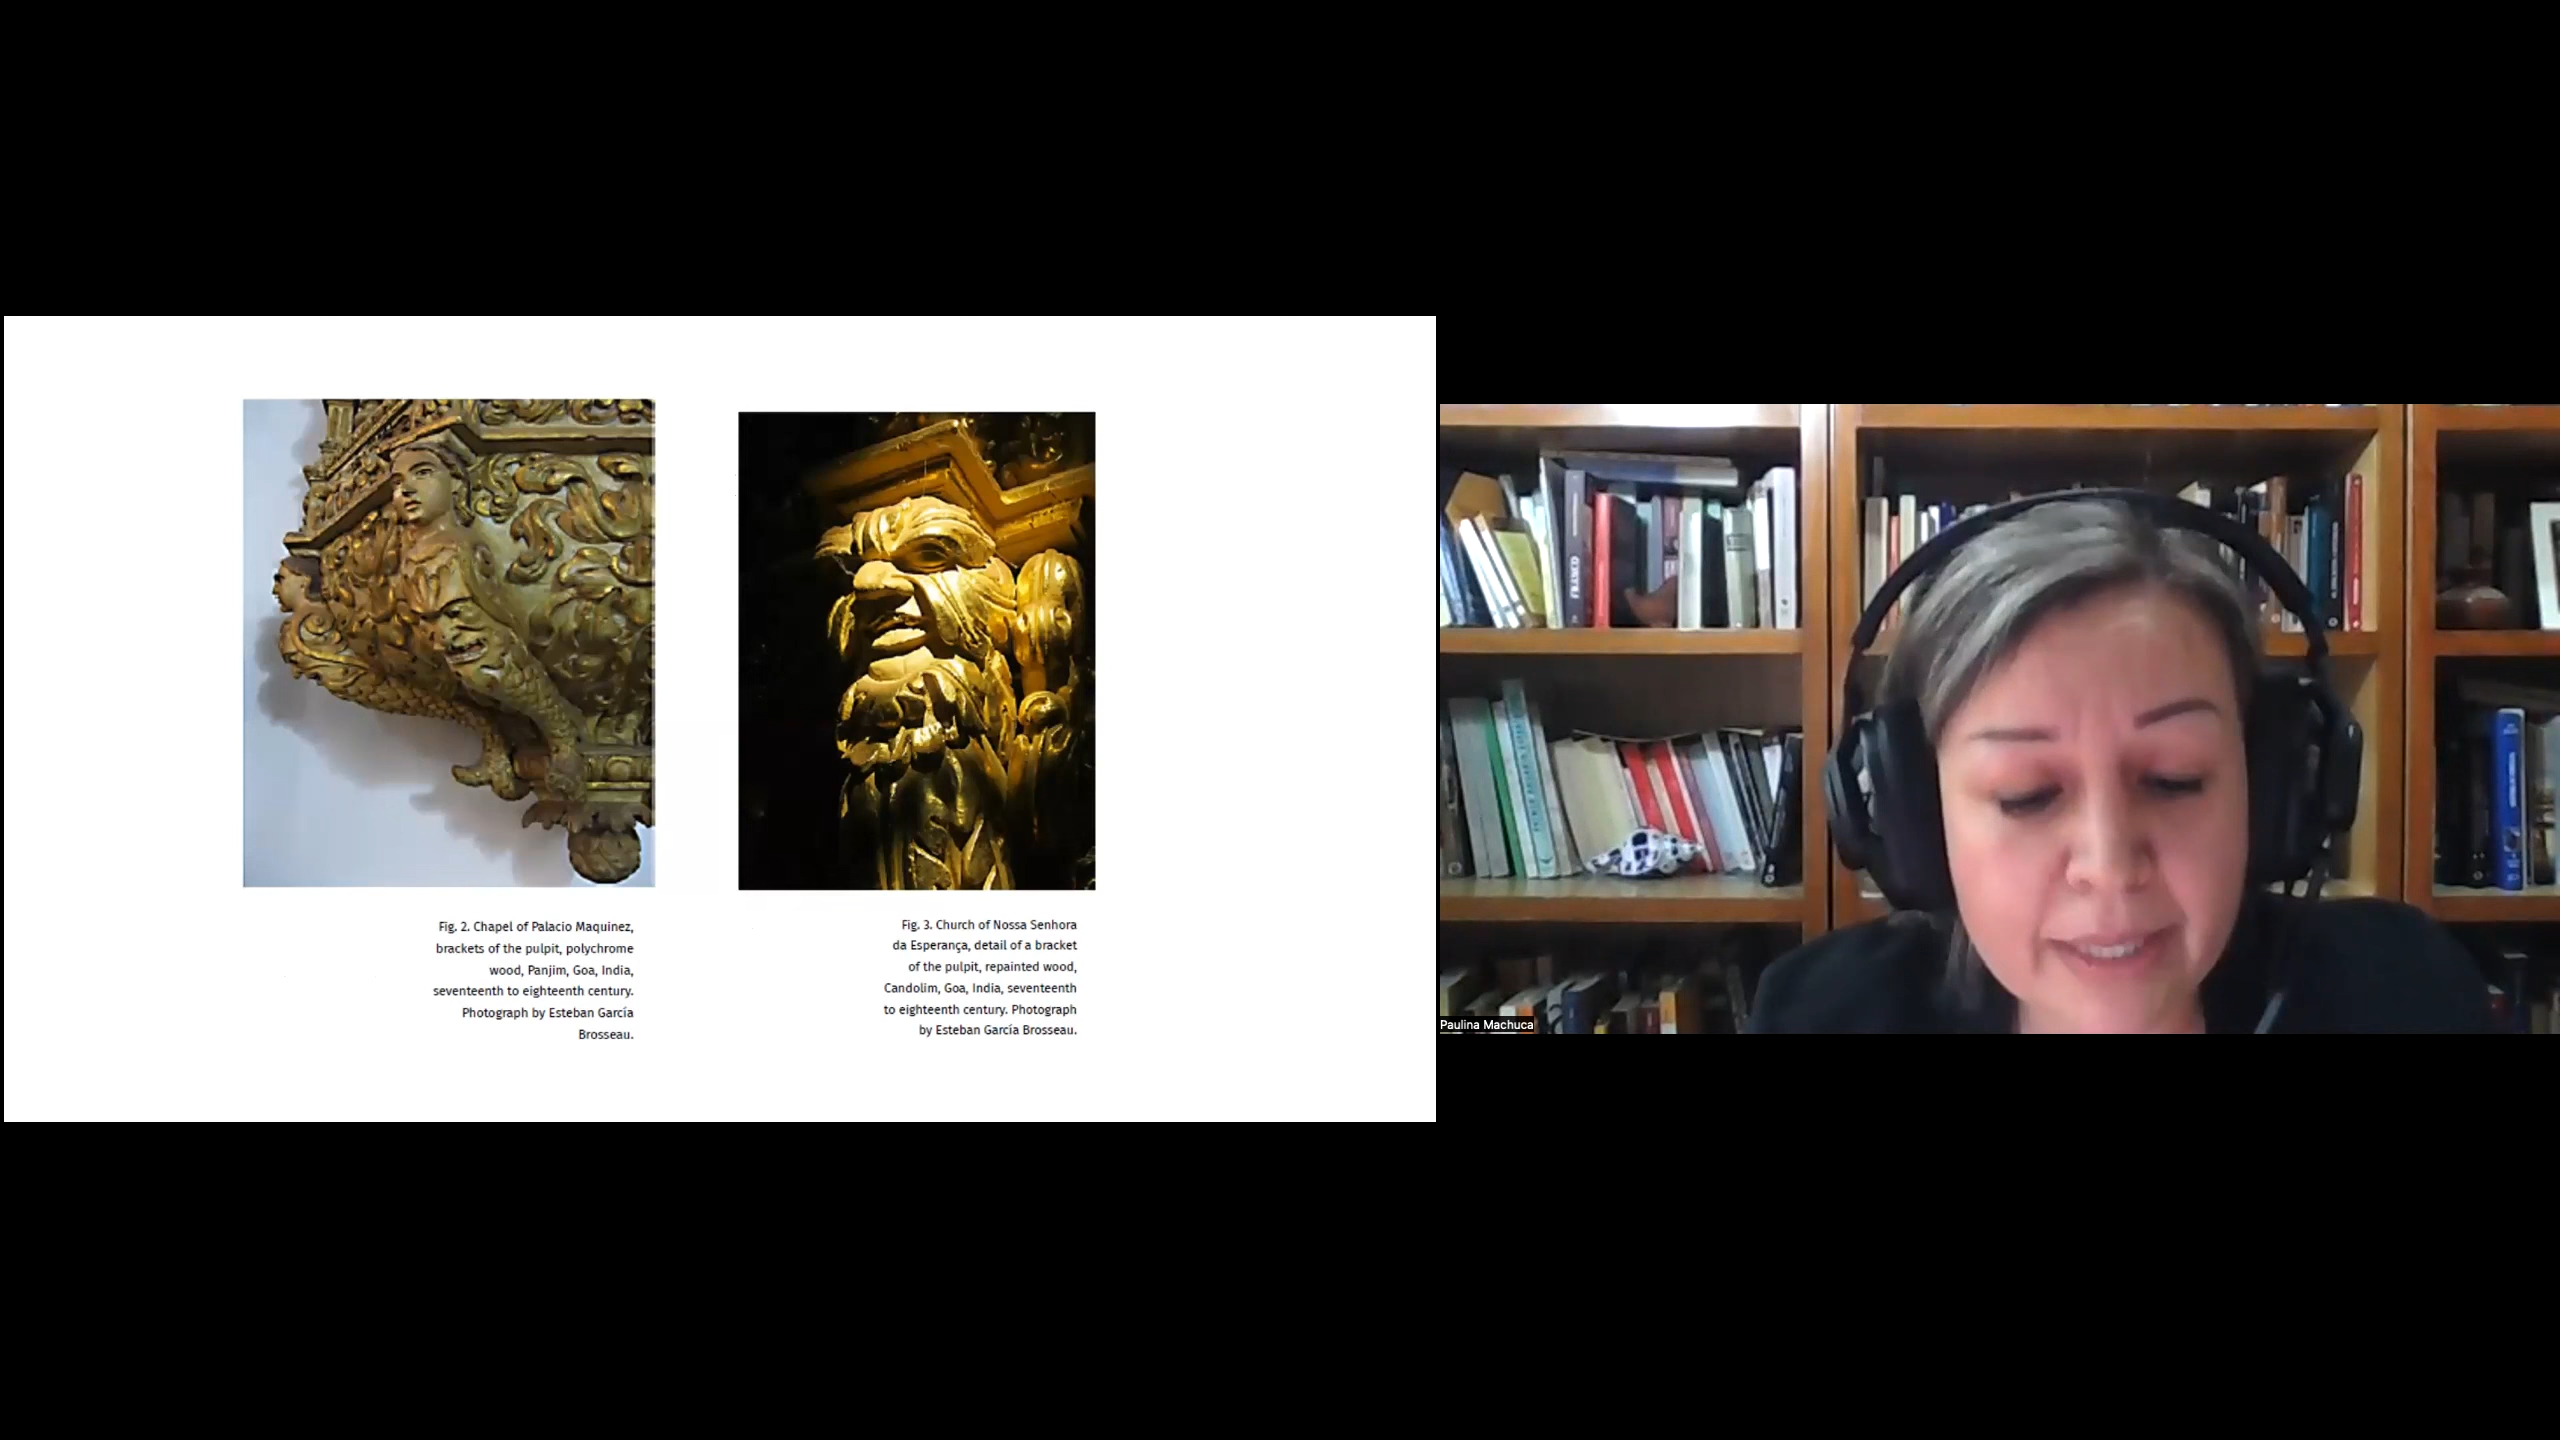 Fig. 2. Chapel of Palacio Maquinez,
brackets of the pulpit, polychrome
wood, Panjim, Goa, India,
seventeenth to eighteenth century.
Photograph by Esteban García
Brosseau.
Fig. 3. Church of Nossa Senhora
da Esperança, detail of a bracket
of the pulpit, repainted wood,
Candolim, Goa, India, seventeenth
to eighteenth century. Photograph
by Esteban García Brosseau.
Paulina Machuca